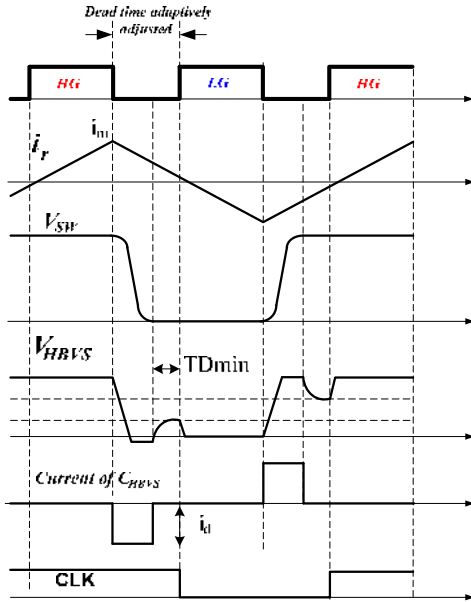 Dead time adaptively
adjusted
HG LG HG
im
ir
VSW
VHBVS
TDmin
Current of CHBVS
id
CLK